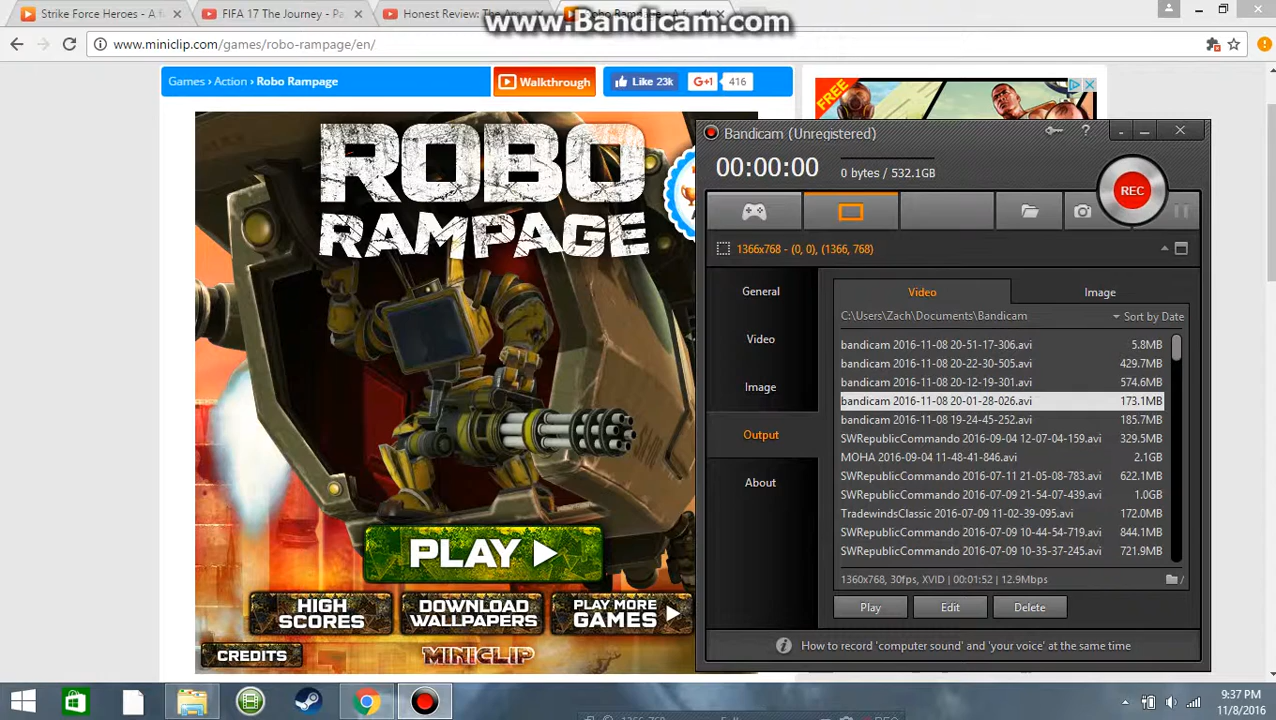 Strike Force Heroes - A f
FIFA 17 The Journey - Pa
Honest Review: The
www.Bandicam.com
www.miniclip.com/games/robo-rampage/en/
Games › Action › Robo Rampage
Walkthrough
Like 23k
G+1
416
FREE
ROBO
RAMPAGE
PLAY
HIGH
SCORES
DOWNLOAD
WALLPAPERS
PLAY MORE
GAMES
CREDITS
MINICLIP
Bandicam (Unregistered)
?
00:00:00
0 bytes / 532.1GB
REC
1366x768 - (0, 0), (1366, 768)
General
Video
Image
Output
About
Video
Image
C:\Users\Zach\Documents\Bandicam
Sort by Date
bandicam 2016-11-08 20-51-17-306.avi 5.8MB
bandicam 2016-11-08 20-22-30-505.avi 429.7MB
bandicam 2016-11-08 20-12-19-301.avi 574.6MB
bandicam 2016-11-08 20-01-28-026.avi 173.1MB
bandicam 2016-11-08 19-24-45-252.avi 185.7MB
SWRepublicCommando 2016-09-04 12-07-04-159.avi 329.5MB
MOHA 2016-09-04 11-48-41-846.avi 2.1GB
SWRepublicCommando 2016-07-11 21-05-08-783.avi 622.1MB
SWRepublicCommando 2016-07-09 21-54-07-439.avi 1.0GB
TradewindsClassic 2016-07-09 11-02-39-095.avi 172.0MB
SWRepublicCommando 2016-07-09 10-44-54-719.avi 844.1MB
SWRepublicCommando 2016-07-09 10-35-37-245.avi 721.9MB
1360x768, 30fps, XVID | 00:01:52 | 12.9Mbps
Play
Edit
Delete
How to record 'computer sound' and 'your voice' at the same time
9:37 PM
11/8/2016